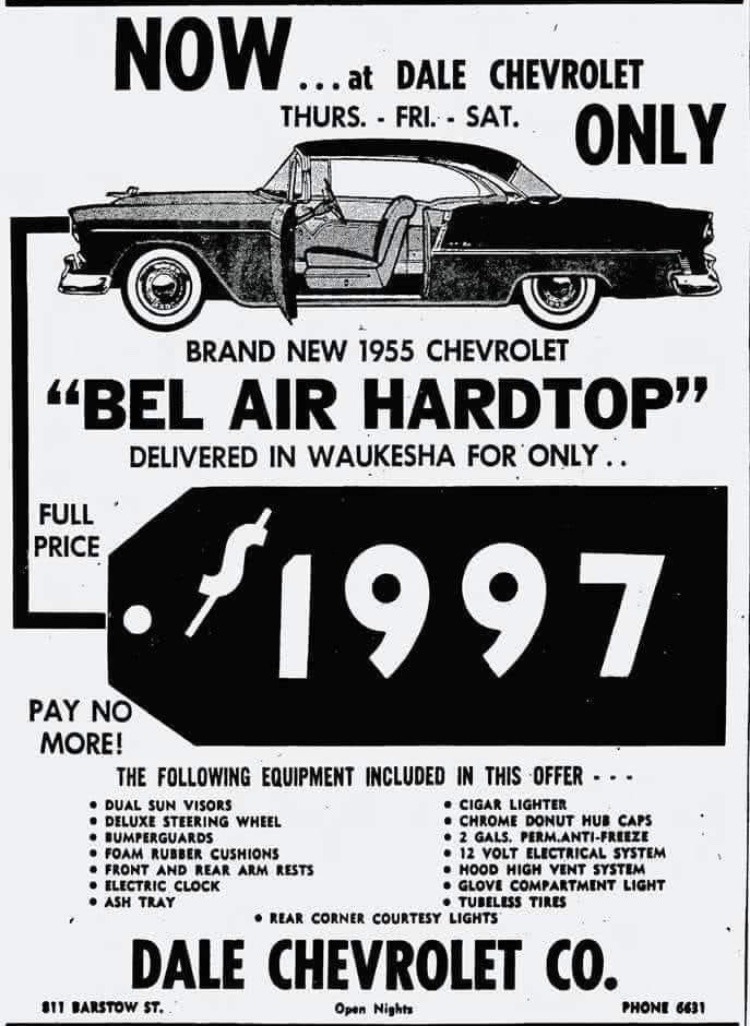 NOW...at DALE CHEVROLET
THURS. - FRI. - SAT.
ONLY
BRAND NEW 1955 CHEVROLET
"BEL AIR HARDTOP"
DELIVERED IN WAUKESHA FOR ONLY..
FULL
PRICE
$1997
PAY NO
MORE!
THE FOLLOWING EQUIPMENT INCLUDED IN THIS OFFER - - -
• DUAL SUN VISORS
• DELUXE STEERING WHEEL
• BUMPERGUARDS
• FOAM RUBBER CUSHIONS
• FRONT AND REAR ARM RESTS
• ELECTRIC CLOCK
• ASH TRAY
• CIGAR LIGHTER
• CHROME DONUT HUB CAPS
• 2 GALS. PERM.ANTI-FREEZE
• 12 VOLT ELECTRICAL SYSTEM
• HOOD HIGH VENT SYSTEM
• GLOVE COMPARTMENT LIGHT
• TUBELESS TIRES
• REAR CORNER COURTESY LIGHTS
DALE CHEVROLET CO.
811 BARSTOW ST.
Open Nights
PHONE 6631